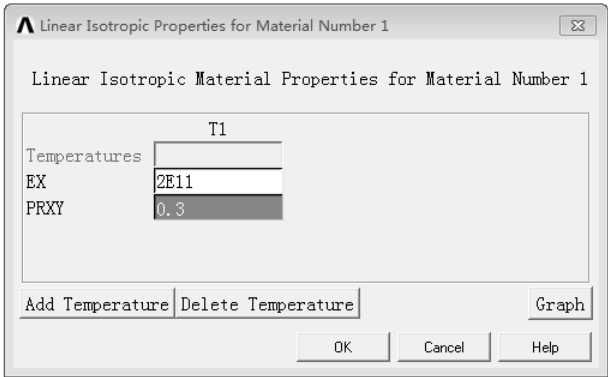 Linear Isotropic Properties for Material Number 1
Linear Isotropic Material Properties for Material Number 1
T1
Temperatures
EX 2E11
PRXY 0.3
Add Temperature Delete Temperature Graph
OK Cancel Help